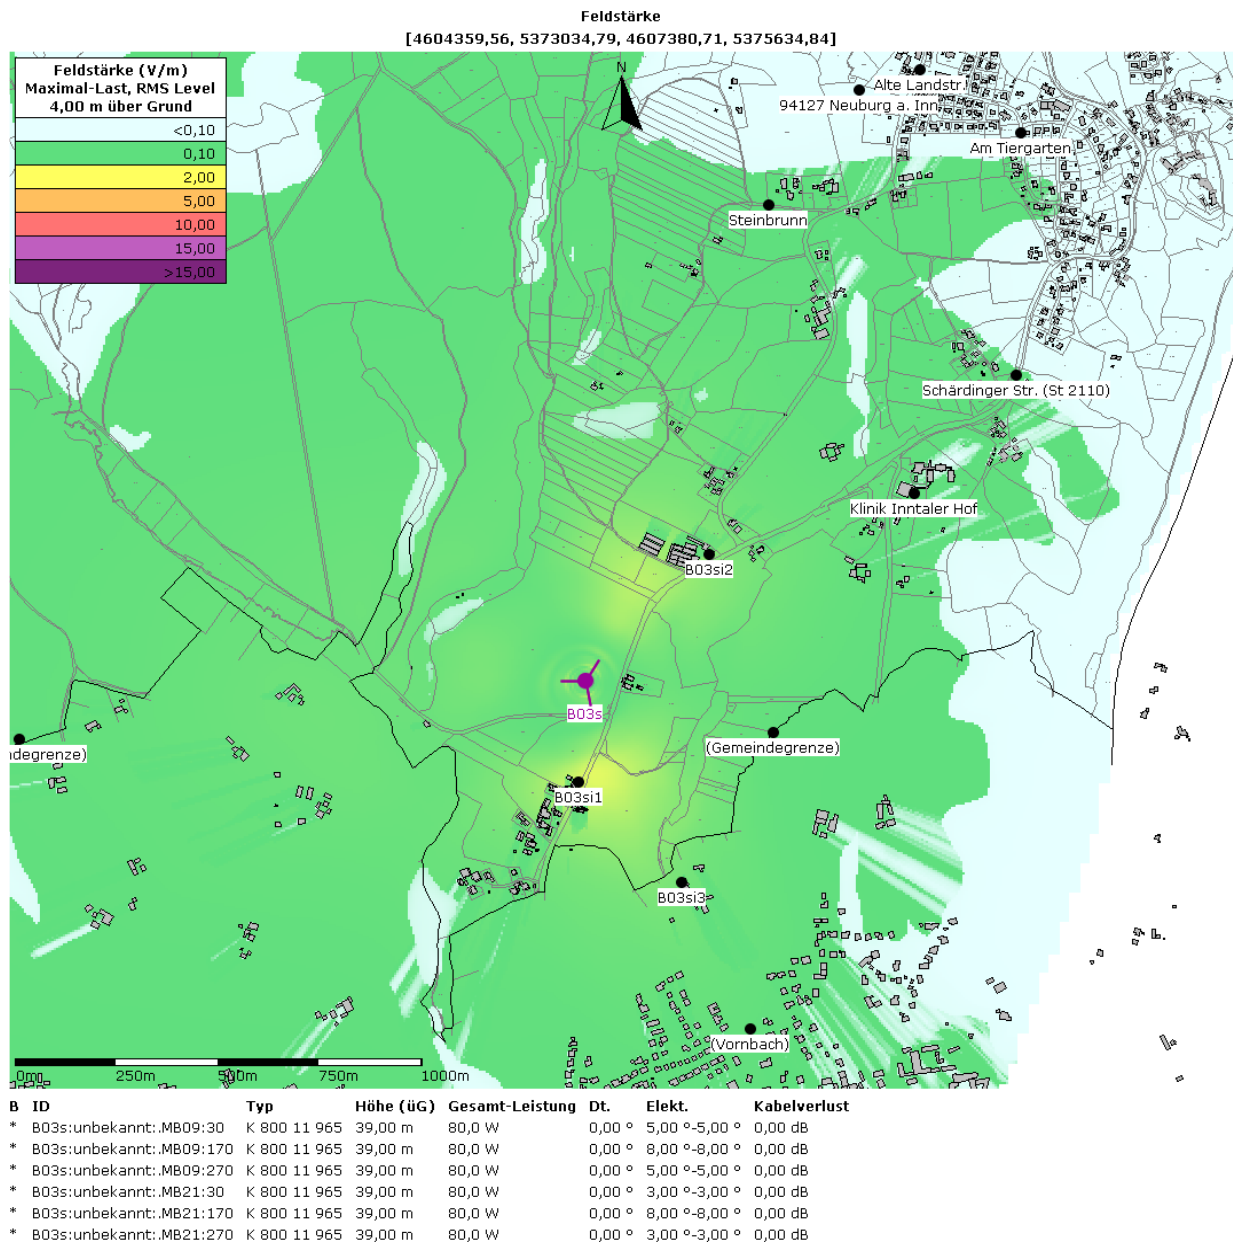 Feldstärke
[4604359,56, 5373034,79, 4607380,71, 5375634,84]
Feldstärke (V/m)
Maximal-Last, RMS Level
4,00 m über Grund
<0,10
0,10
2,00
5,00
10,00
15,00
>15,00
N
Alte Landstr.
94127 Neuburg a. Inn
Am Tiergarten
Steinbrunn
Schärdinger Str. (St 2110)
Klinik Inntaler Hof
B03si2
B03s
(Gemeindegrenze)
ndegrenze)
B03si1
B03si3
(Vornbach)
0m 250m 500m 750m 1000m
B ID Typ Höhe (üG) Gesamt-Leistung Dt. Elekt. Kabelverlust
* B03s:unbekannt:.MB09:30 K 800 11 965 39,00 m 80,0 W 0,00 ° 5,00 °-5,00 ° 0,00 dB
* B03s:unbekannt:.MB09:170 K 800 11 965 39,00 m 80,0 W 0,00 ° 8,00 °-8,00 ° 0,00 dB
* B03s:unbekannt:.MB09:270 K 800 11 965 39,00 m 80,0 W 0,00 ° 5,00 °-5,00 ° 0,00 dB
* B03s:unbekannt:.MB21:30 K 800 11 965 39,00 m 80,0 W 0,00 ° 3,00 °-3,00 ° 0,00 dB
* B03s:unbekannt:.MB21:170 K 800 11 965 39,00 m 80,0 W 0,00 ° 8,00 °-8,00 ° 0,00 dB
* B03s:unbekannt:.MB21:270 K 800 11 965 39,00 m 80,0 W 0,00 ° 3,00 °-3,00 ° 0,00 dB